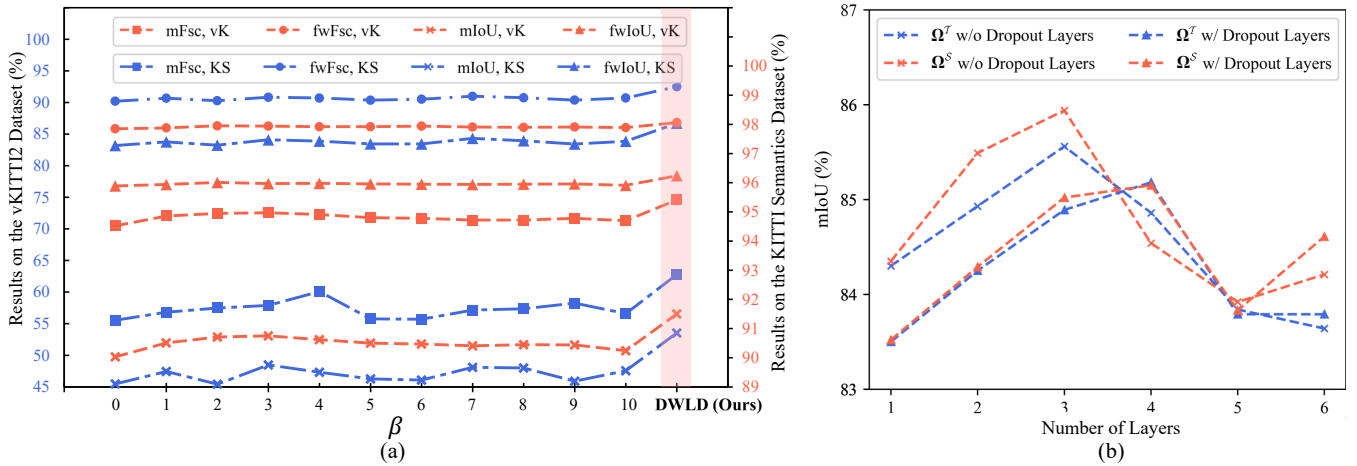 mFsc, vK
fwFsc, vK
mIoU, vK
fwIoU, vK
mFsc, KS
fwFsc, KS
mIoU, KS
fwIoU, KS
Results on the vKITTI2 Dataset (%)
100
95
90
85
80
75
70
65
60
55
50
45
Results on the KITTI Semantics Dataset (%)
100
99
98
97
96
95
94
93
92
91
90
89
0 1 2 3 4 5 6 7 8 9 10 DWLD (Ours)
β
(a)
Ω𝒯 w/o Dropout Layers
Ω𝒯 w/ Dropout Layers
Ω𝒮 w/o Dropout Layers
Ω𝒮 w/ Dropout Layers
mIoU (%)
87
86
85
84
83
1 2 3 4 5 6
Number of Layers
(b)